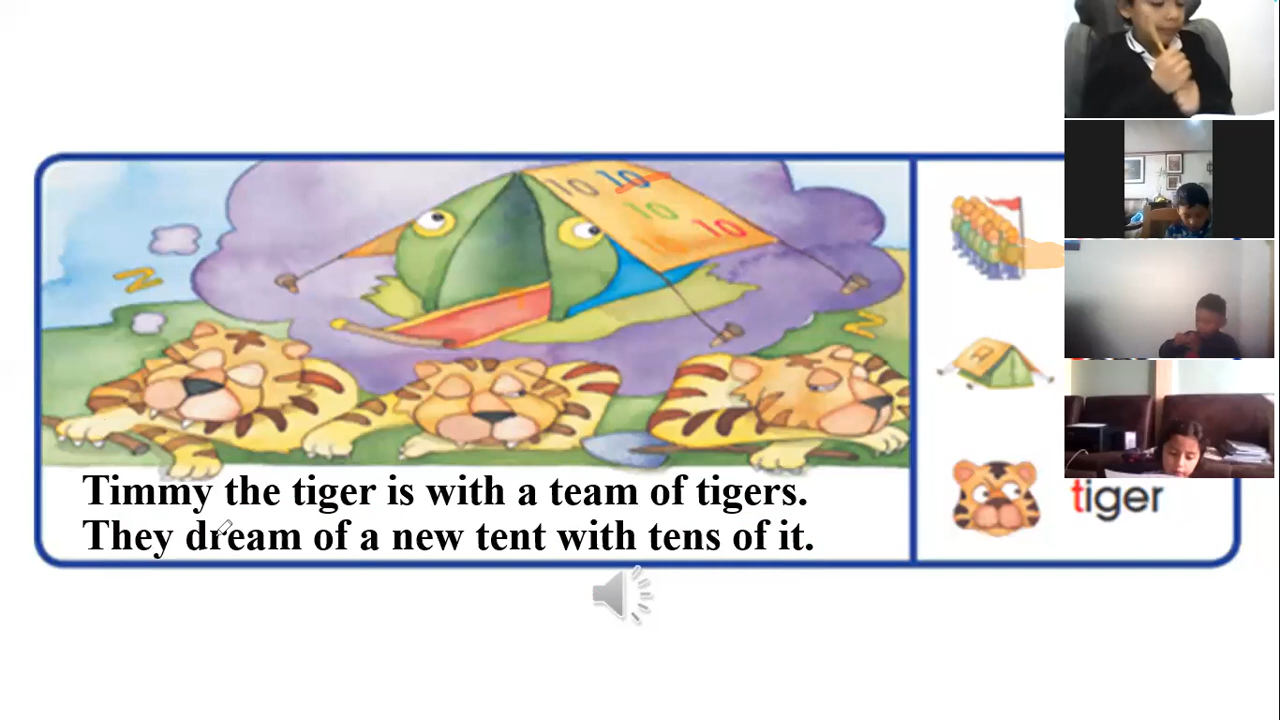 10 10
10
10
Timmy the tiger is with a team of tigers.
They dream of a new tent with tens of it.
tiger